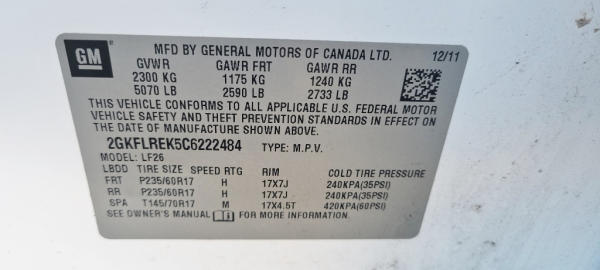 GM
MFD BY GENERAL MOTORS OF CANADA LTD. 12/11
GVWR GAWR FRT GAWR RR
2300 KG 1175 KG 1240 KG
5070 LB 2590 LB 2733 LB
THIS VEHICLE CONFORMS TO ALL APPLICABLE U.S. FEDERAL MOTOR
VEHICLE SAFETY AND THEFT PREVENTION STANDARDS IN EFFECT ON
THE DATE OF MANUFACTURE SHOWN ABOVE.
2GKFLREK5C6222484 TYPE: M.P.V.
MODEL: LF26
LBDD TIRE SIZE SPEED RTG RIM COLD TIRE PRESSURE
FRT P235/60R17 H 17X7J 240KPA(35PSI)
RR P235/60R17 H 17X7J 240KPA(35PSI)
SPA T145/70R17 M 17X4.5T 420KPA(60PSI)
SEE OWNER'S MANUAL FOR MORE INFORMATION.